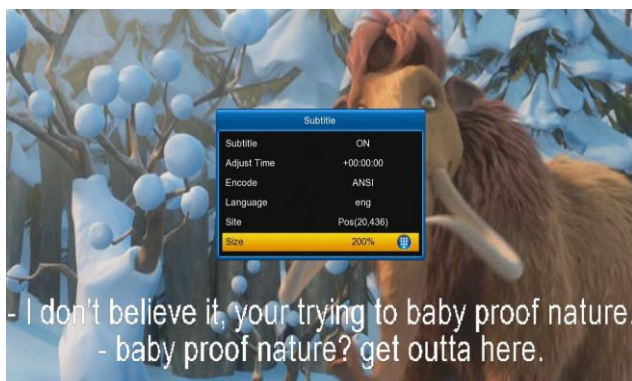 Subtitle
Subtitle ON
Adjust Time +00:00:00
Encode ANSI
Language eng
Site Pos(20,436)
Size 200%
- I don't believe it, your trying to baby proof nature.
- baby proof nature? get outta here.